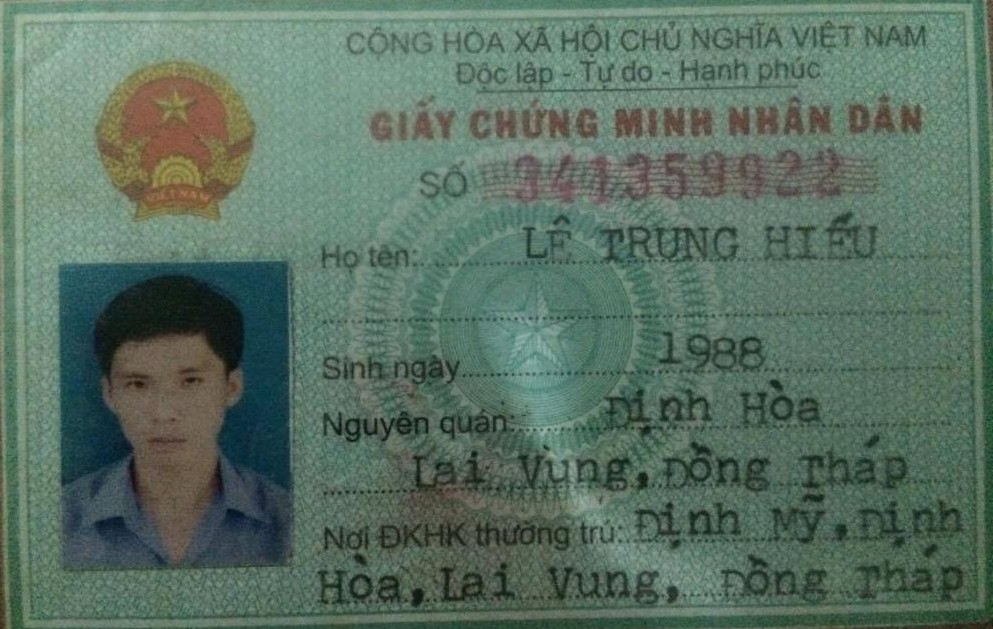 CỘNG HÒA XÃ HỘI CHỦ NGHĨA VIỆT NAM
Độc lập - Tự do - Hạnh phúc
GIẤY CHỨNG MINH NHÂN DÂN
SỐ 341359922
Họ tên: LÊ TRUNG HIẾU
Sinh ngày 1988
Nguyên quán: Định Hòa
Lai Vung, Đồng Tháp
Nơi ĐKHK thường trú: Định Mỹ, Định
Hòa, Lai Vung, Đồng Tháp
VIỆT NAM